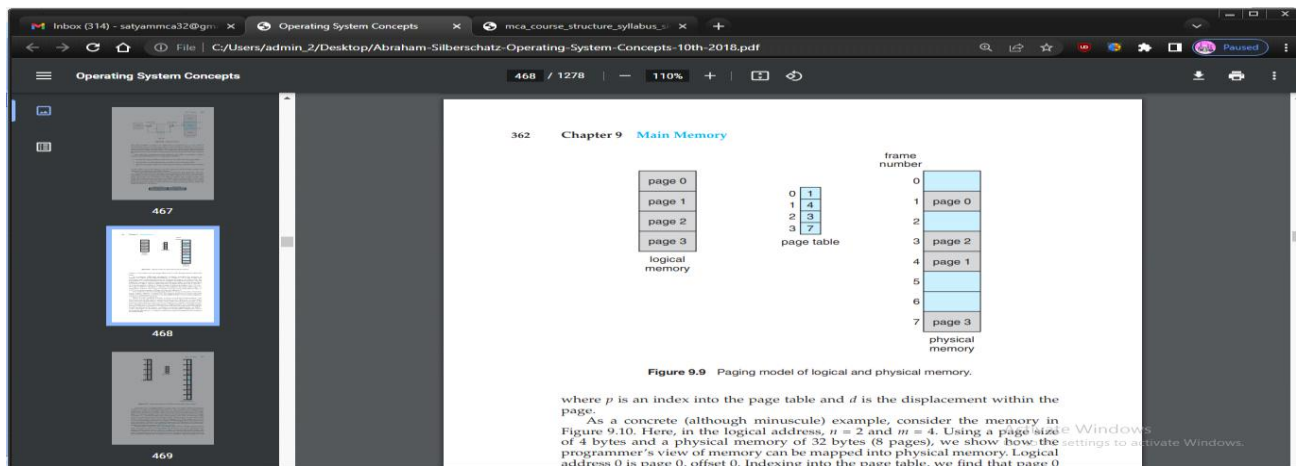 Inbox (314) - satyammca32@gm
Operating System Concepts
mca_course_structure_syllabus_s
File | C:/Users/admin_2/Desktop/Abraham-Silberschatz-Operating-System-Concepts-10th-2018.pdf
Paused
Operating System Concepts
468 / 1278
110%
467
468
469
362 Chapter 9 Main Memory
page 0
page 1
page 2
page 3
logical
memory
0 1
1 4
2 3
3 7
page table
frame
number
0
1 page 0
2
3 page 2
4 page 1
5
6
7 page 3
physical
memory
Figure 9.9 Paging model of logical and physical memory.
where p is an index into the page table and d is the displacement within the
page.
As a concrete (although minuscule) example, consider the memory in
Figure 9.10. Here, in the logical address, n = 2 and m = 4. Using a page size
of 4 bytes and a physical memory of 32 bytes (8 pages), we show how the
programmer's view of memory can be mapped into physical memory. Logical
address 0 is page 0, offset 0. Indexing into the page table, we find that page 0
Windows
settings to activate Windows.